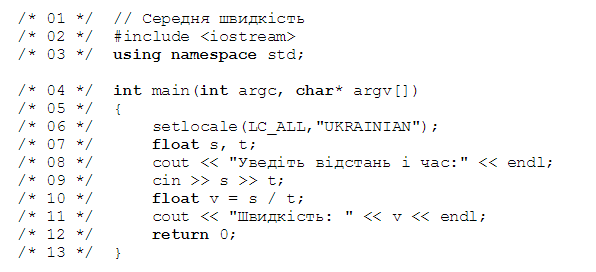 /* 01 */ // Середня швидкість
/* 02 */ #include <iostream>
/* 03 */ using namespace std;
/* 04 */ int main(int argc, char* argv[])
/* 05 */ {
/* 06 */ setlocale(LC_ALL,"UKRAINIAN");
/* 07 */ float s, t;
/* 08 */ cout << "Уведіть відстань і час:" << endl;
/* 09 */ cin >> s >> t;
/* 10 */ float v = s / t;
/* 11 */ cout << "Швидкість: " << v << endl;
/* 12 */ return 0;
/* 13 */ }